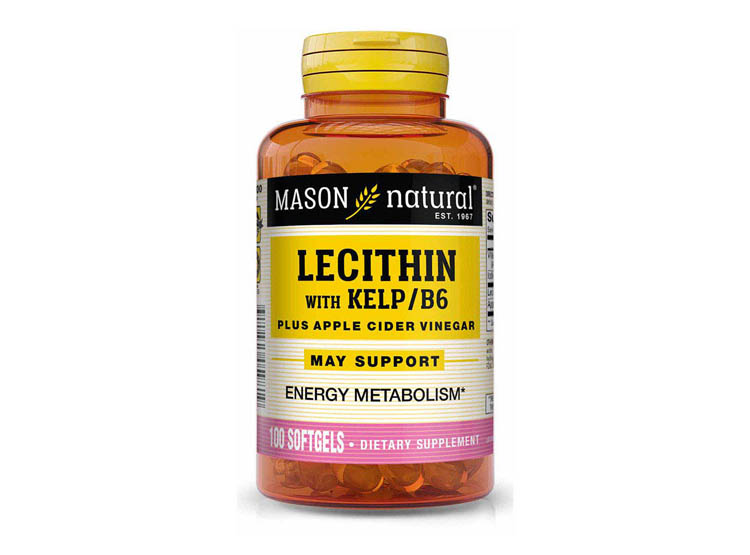 MASON natural®
EST. 1967
LECITHIN
WITH KELP/B6
PLUS APPLE CIDER VINEGAR
MAY SUPPORT
ENERGY METABOLISM*
100 SOFTGELS • DIETARY SUPPLEMENT